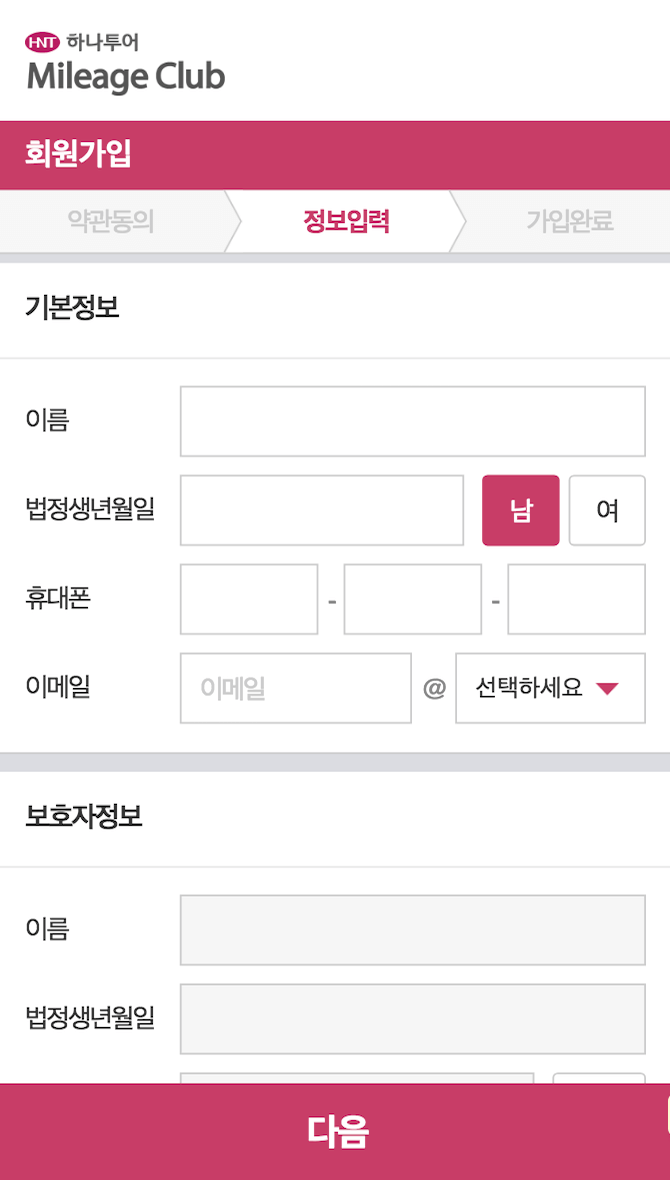 HNT 하나투어
Mileage Club
회원가입
약관동의 정보입력 가입완료
기본정보
이름
법정생년월일 남 여
휴대폰 - -
이메일 이메일 @ 선택하세요
보호자정보
이름
법정생년월일
다음